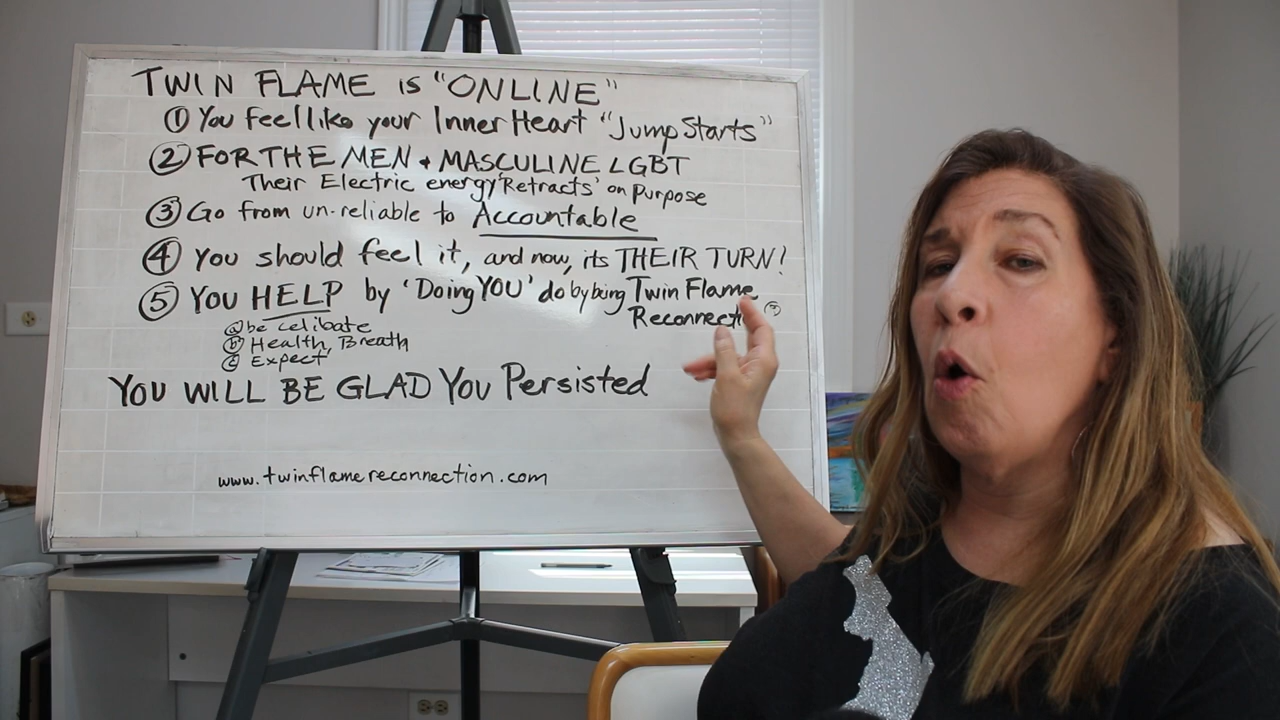 TWIN FLAME is "ONLINE"
① You feel like your Inner Heart "Jump Starts"
② FOR THE MEN + MASCULINE LGBT
Their Electric energy 'Retracts' on Purpose
③ Go from un-reliable to Accountable
④ You should feel it, and now, its THEIR TURN!
⑤ YOU HELP by 'Doing YOU' do by being Twin Flame
Reconnecti
ⓐ be celibate
ⓑ Health, Breath
ⓒ Expect
YOU WILL BE GLAD YOU Persisted
www.twinflamereconnection.com